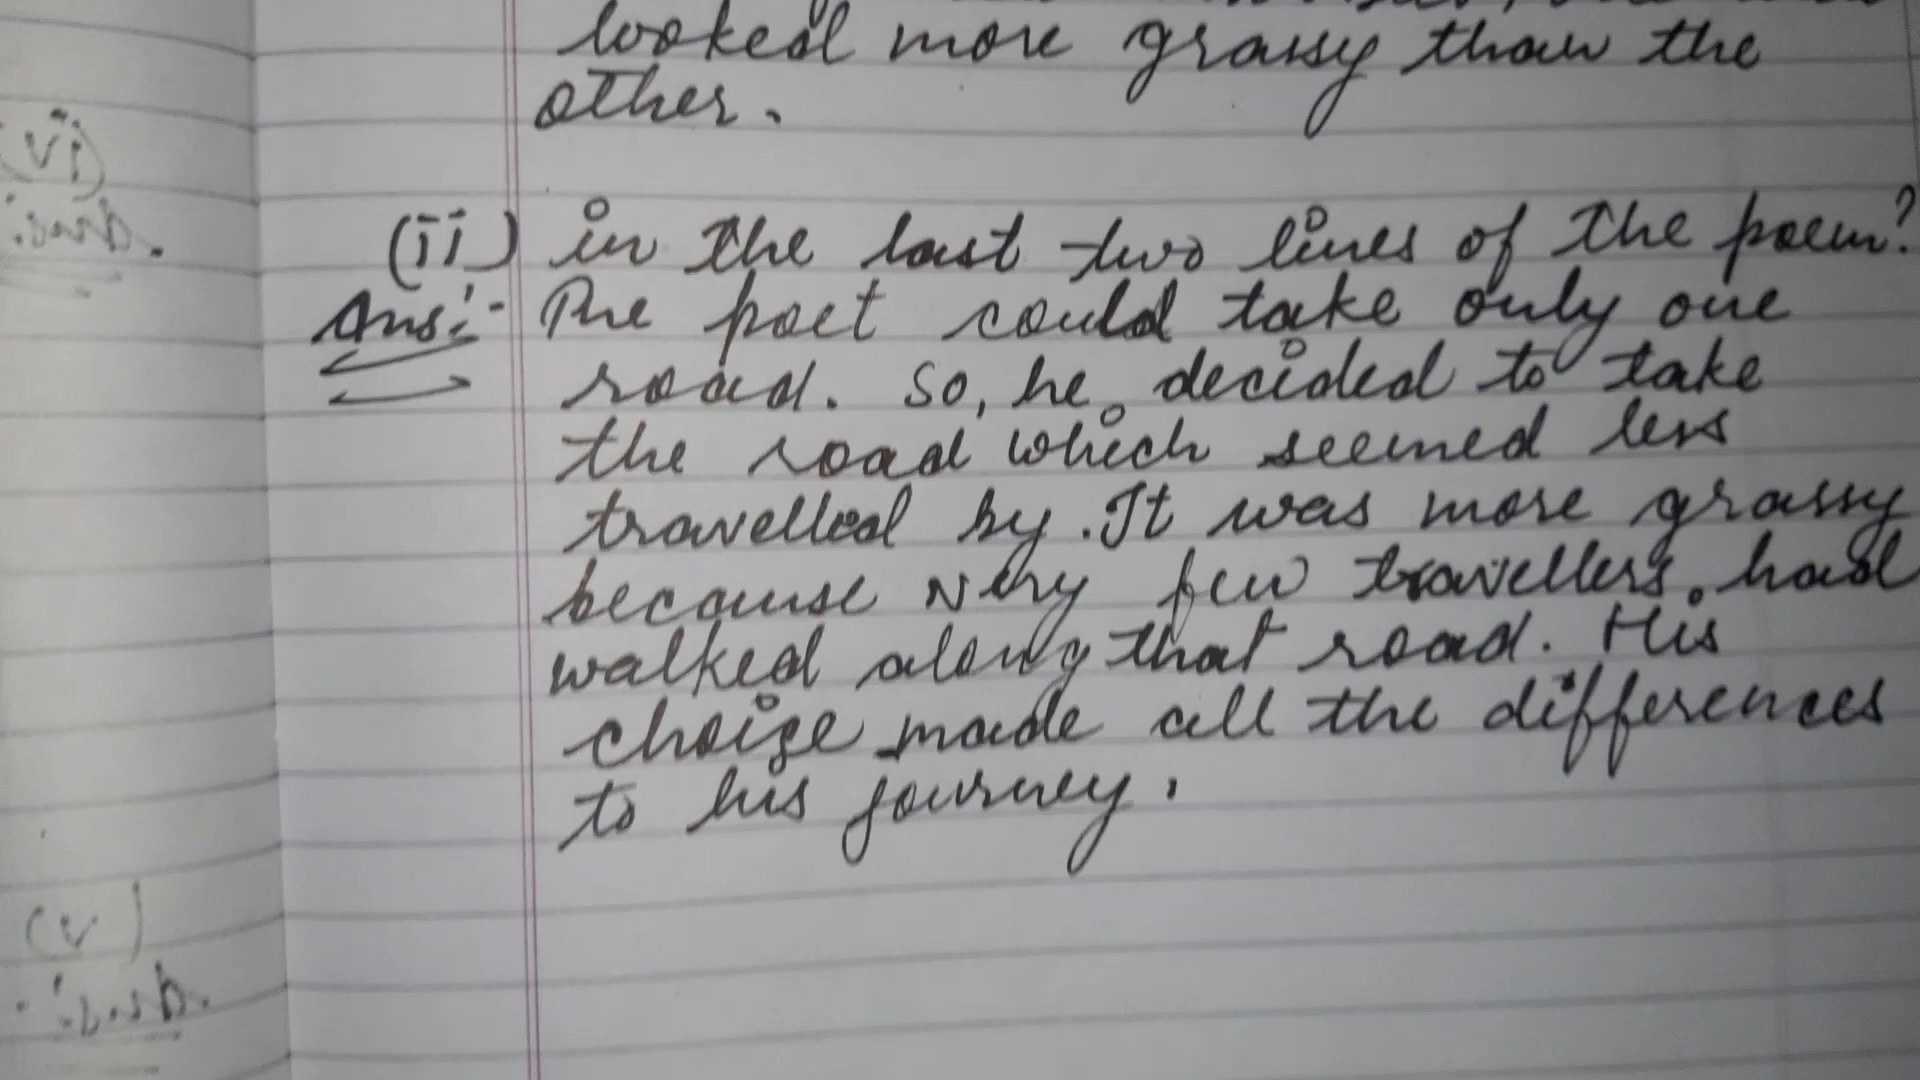 looked more grassy than the
other.
(ii) in the last two lines of the poem?
Ans:- The poet could take only one
road. So, he decided to take
the road which seemed less
travelled by. It was more grassy
because very few travellers had
walked along that road. His
choise made all the differences
to his journey.